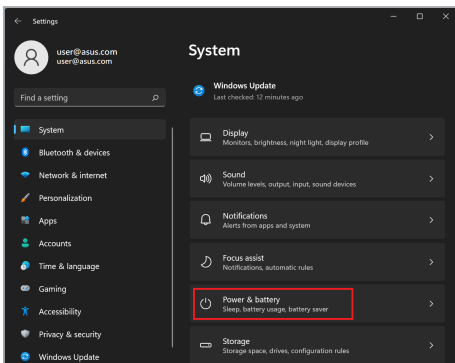 Settings
user@asus.com
user@asus.com
Find a setting
System
Bluetooth & devices
Network & internet
Personalization
Apps
Accounts
Time & language
Gaming
Accessibility
Privacy & security
Windows Update
System
Windows Update
Last checked: 12 minutes ago
Display
Monitors, brightness, night light, display profile
Sound
Volume levels, output, input, sound devices
Notifications
Alerts from apps and system
Focus assist
Notifications, automatic rules
Power & battery
Sleep, battery usage, battery saver
Storage
Storage space, drives, configuration rules